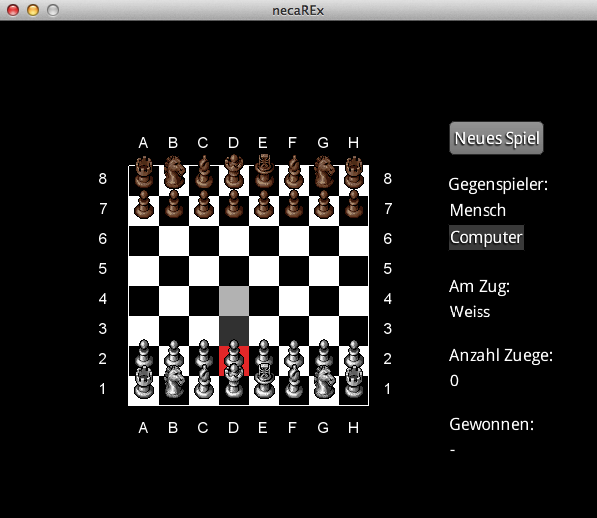 necaREx
A B C D E F G H
8 8
7 7
6 6
5 5
4 4
3 3
2 2
1 1
A B C D E F G H
Neues Spiel
Gegenspieler:
Mensch
Computer
Am Zug:
Weiss
Anzahl Zuege:
0
Gewonnen:
-